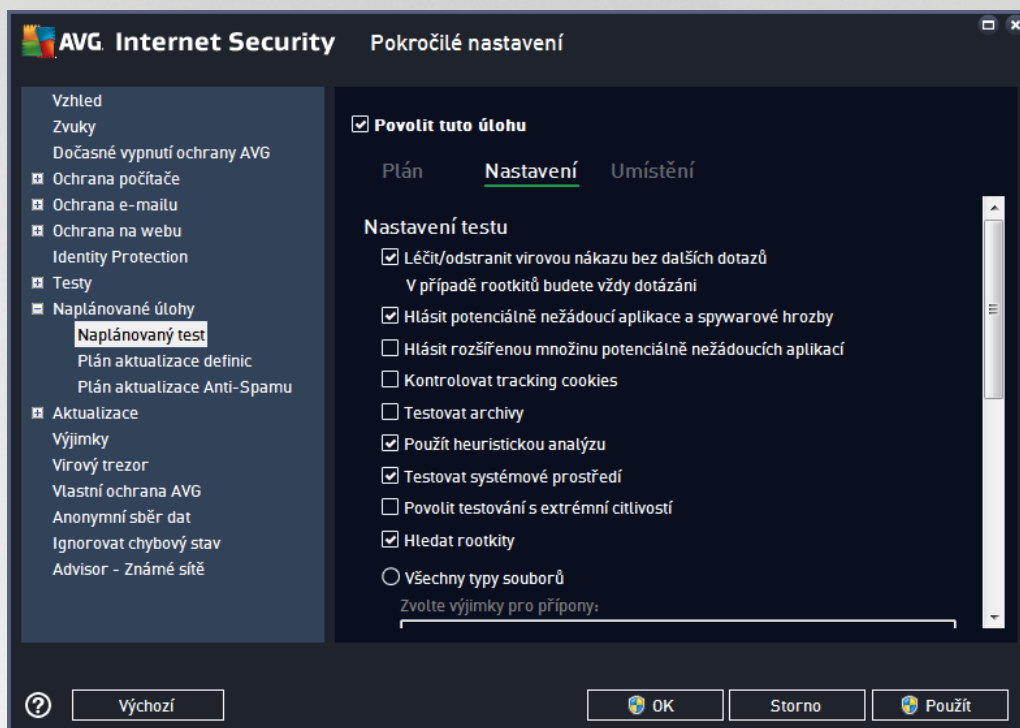 AVG. Internet Security Pokročilé nastavení
Vzhled
Zvuky
Dočasné vypnutí ochrany AVG
Ochrana počítače
Ochrana e-mailu
Ochrana na webu
Identity Protection
Testy
Naplánované úlohy
Naplánovaný test
Plán aktualizace definic
Plán aktualizace Anti-Spamu
Aktualizace
Výjimky
Virový trezor
Vlastní ochrana AVG
Anonymní sběr dat
Ignorovat chybový stav
Advisor - Známé sítě
Povolit tuto úlohu
Plán Nastavení Umístění
Nastavení testu
Léčit/odstranit virovou nákazu bez dalších dotazů
V případě rootkitů budete vždy dotázáni
Hlásit potenciálně nežádoucí aplikace a spywarové hrozby
Hlásit rozšířenou množinu potenciálně nežádoucích aplikací
Kontrolovat tracking cookies
Testovat archivy
Použít heuristickou analýzu
Testovat systémové prostředí
Povolit testování s extrémní citlivostí
Hledat rootkity
Všechny typy souborů
Zvolte výjimky pro přípony:
? Výchozí OK Storno Použít